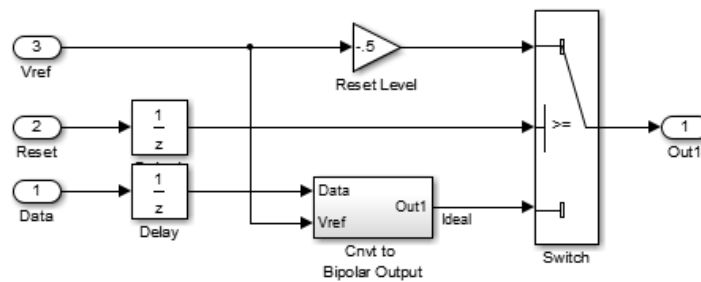 3
Vref
-.5
Reset Level
2
Reset
1
z
>=
1
Out1
1
Data
1
z
Delay
Data
Vref
Out1
Ideal
Cnvt to
Bipolar Output
Switch